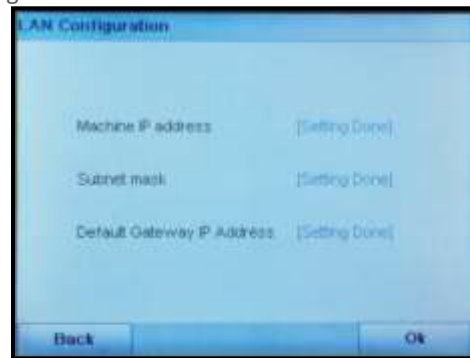 LAN Configuration
Machine IP address [Setting Done]
Subnet mask [Setting Done]
Default Gateway IP Address [Setting Done]
Back Ok